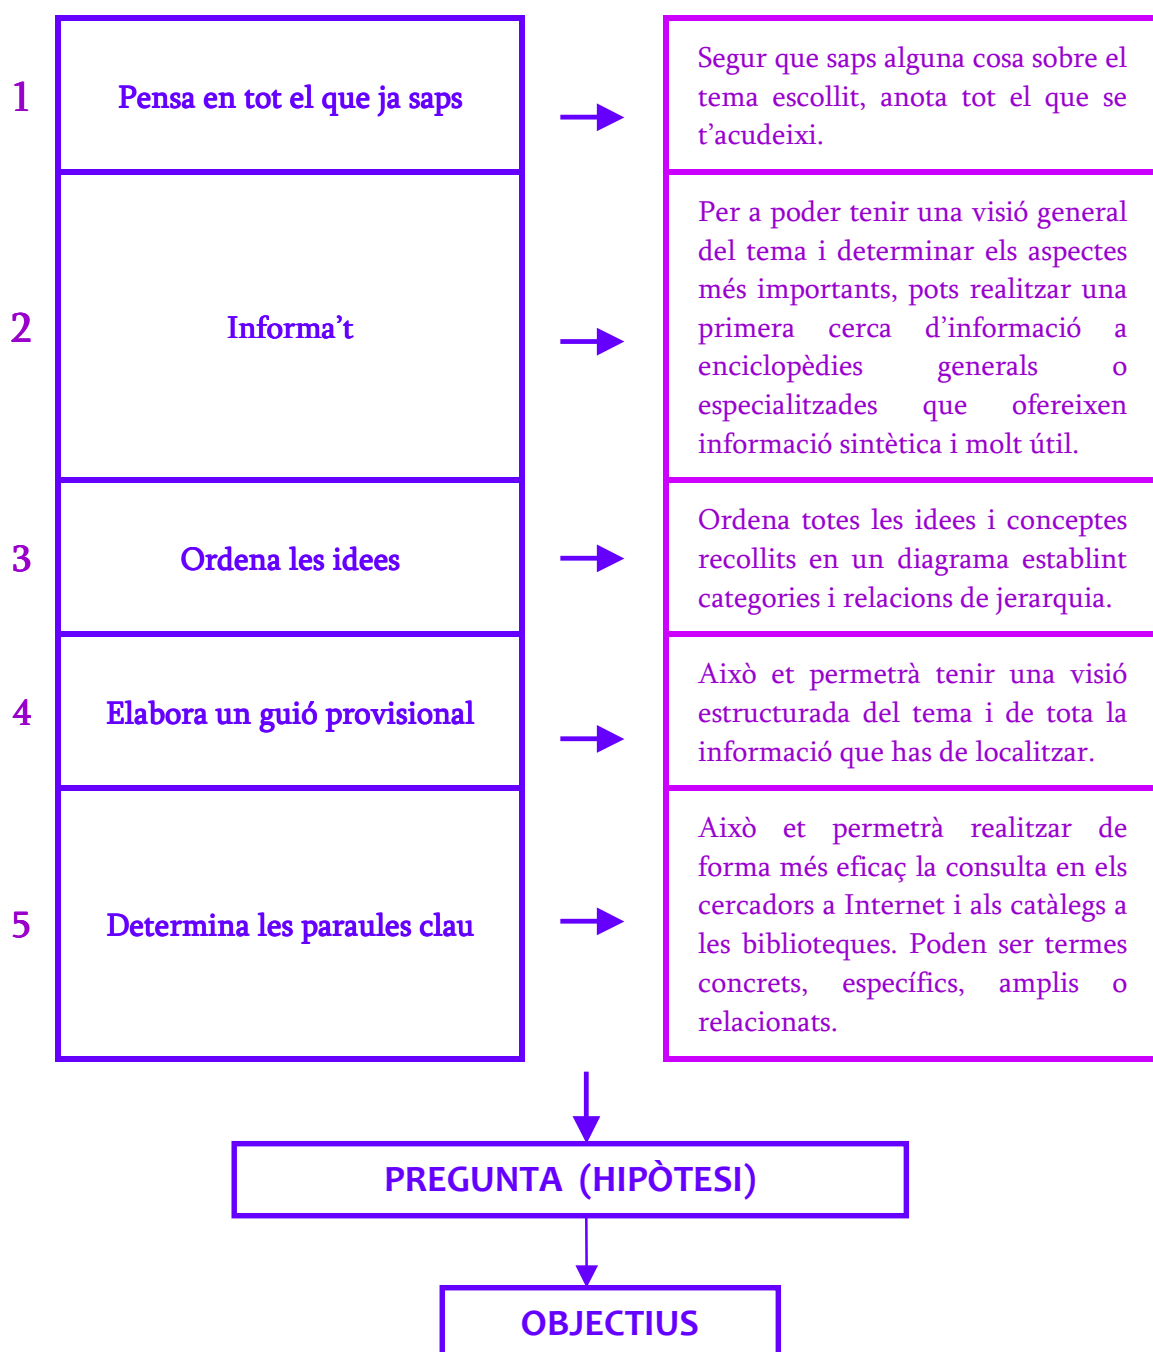 1
Pensa en tot el que ja saps
Segur que saps alguna cosa sobre el
tema escollit, anota tot el que se
t’acudeixi.
2
Informa’t
Per a poder tenir una visió general
del tema i determinar els aspectes
més importants, pots realitzar una
primera cerca d’informació a
enciclopèdies generals o
especialitzades que ofereixen
informació sintètica i molt útil.
3
Ordena les idees
Ordena totes les idees i conceptes
recollits en un diagrama establint
categories i relacions de jerarquia.
4
Elabora un guió provisional
Això et permetrà tenir una visió
estructurada del tema i de tota la
informació que has de localitzar.
5
Determina les paraules clau
Això et permetrà realitzar de
forma més eficaç la consulta en els
cercadors a Internet i als catàlegs a
les biblioteques. Poden ser termes
concrets, específics, amplis o
relacionats.
PREGUNTA (HIPÒTESI)
OBJECTIUS